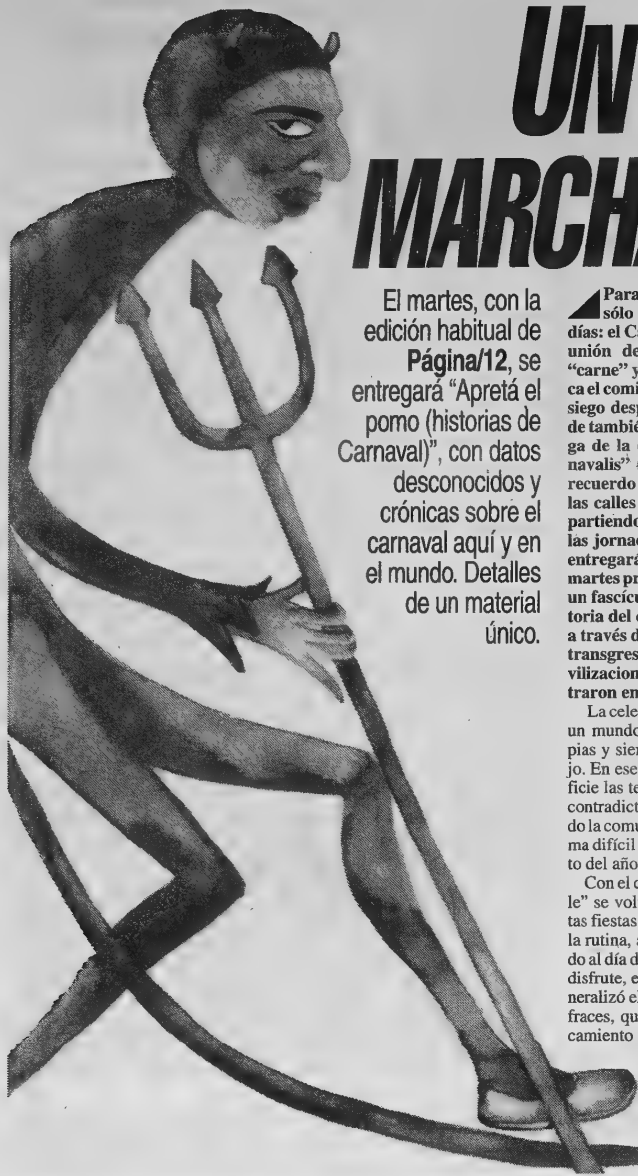 UN
MARCH
El martes, con la
edición habitual de
Página/12, se
entregará “Apretá el
pomo (historias de
Carnaval)”, con datos
desconocidos y
crónicas sobre el
carnaval aquí y en
el mundo. Detalles
de un material
único.
Para
sólo
días: el C
unión de
“carne” y
ca el comi
siego desp
de tambié
ga de la
navalis”
recuerdo
las calles
partiendo
las jornad
entregará
martes pr
un fascícu
toria del
a través d
transgres
vilizacion
traron en
La cele
un mundo
pias y sien
jo. En ese
ficie las te
contradict
do la comu
ma difícil
to del año
Con el c
le” se vol
tas fiestas
la rutina, a
do al día d
disfrute, e
neralizó el
fraces, qu
camiento